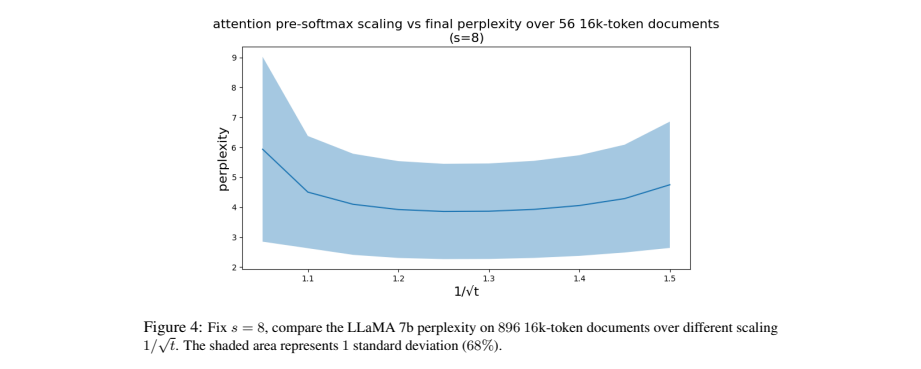 attention pre-softmax scaling vs final perplexity over 56 16k-token documents
(s=8)
9
8
7
6
5
4
3
2
perplexity
1.1 1.2 1.3 1.4 1.5
1/√t
Figure 4: Fix s = 8, compare the LLaMA 7b perplexity on 896 16k-token documents over different scaling
1/√t. The shaded area represents 1 standard deviation (68%).